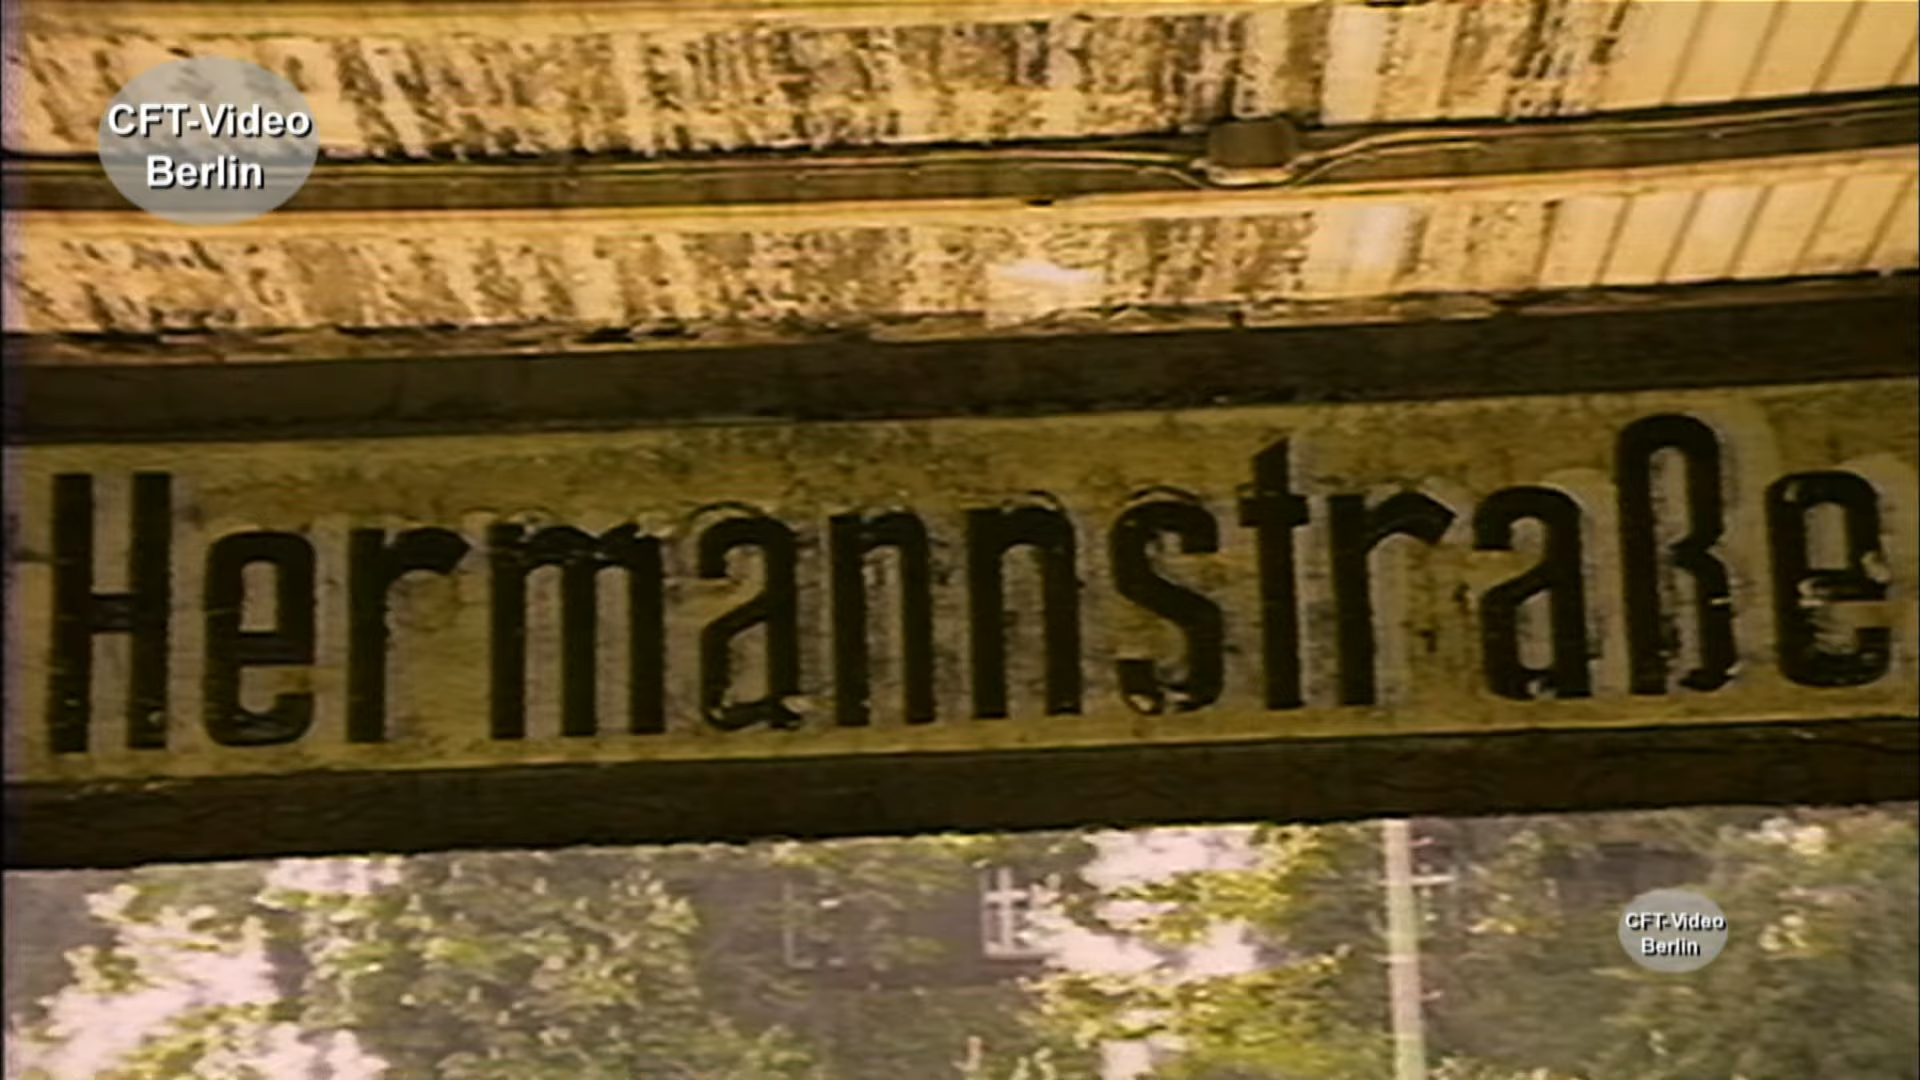 CFT-Video
Berlin
Hermannstraße
CFT-Video
Berlin